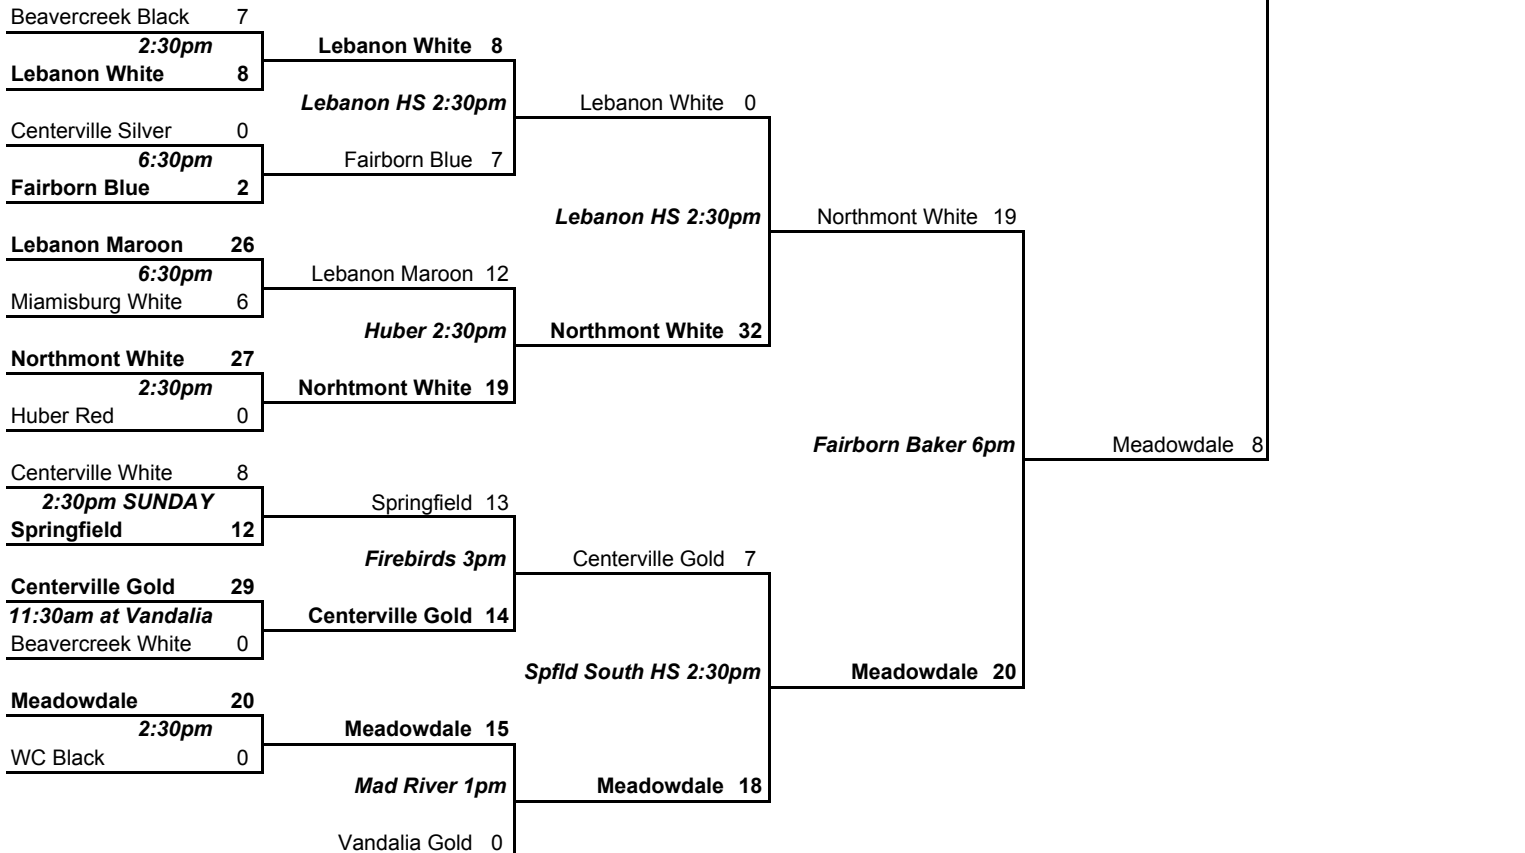 Beavercreek Black 7
2:30pm
Lebanon White 8
Lebanon White 8
Lebanon HS 2:30pm
Lebanon White 0
Centerville Silver 0
6:30pm
Fairborn Blue 7
Fairborn Blue 2
Lebanon HS 2:30pm
Northmont White 19
Lebanon Maroon 26
6:30pm
Lebanon Maroon 12
Miamisburg White 6
Huber 2:30pm
Northmont White 32
Northmont White 27
2:30pm
Norhtmont White 19
Huber Red 0
Fairborn Baker 6pm
Meadowdale 8
Centerville White 8
2:30pm SUNDAY
Springfield 13
Springfield 12
Firebirds 3pm
Centerville Gold 7
Centerville Gold 29
11:30am at Vandalia
Centerville Gold 14
Beavercreek White 0
Spfld South HS 2:30pm
Meadowdale 20
Meadowdale 20
2:30pm
Meadowdale 15
WC Black 0
Mad River 1pm
Meadowdale 18
Vandalia Gold 0